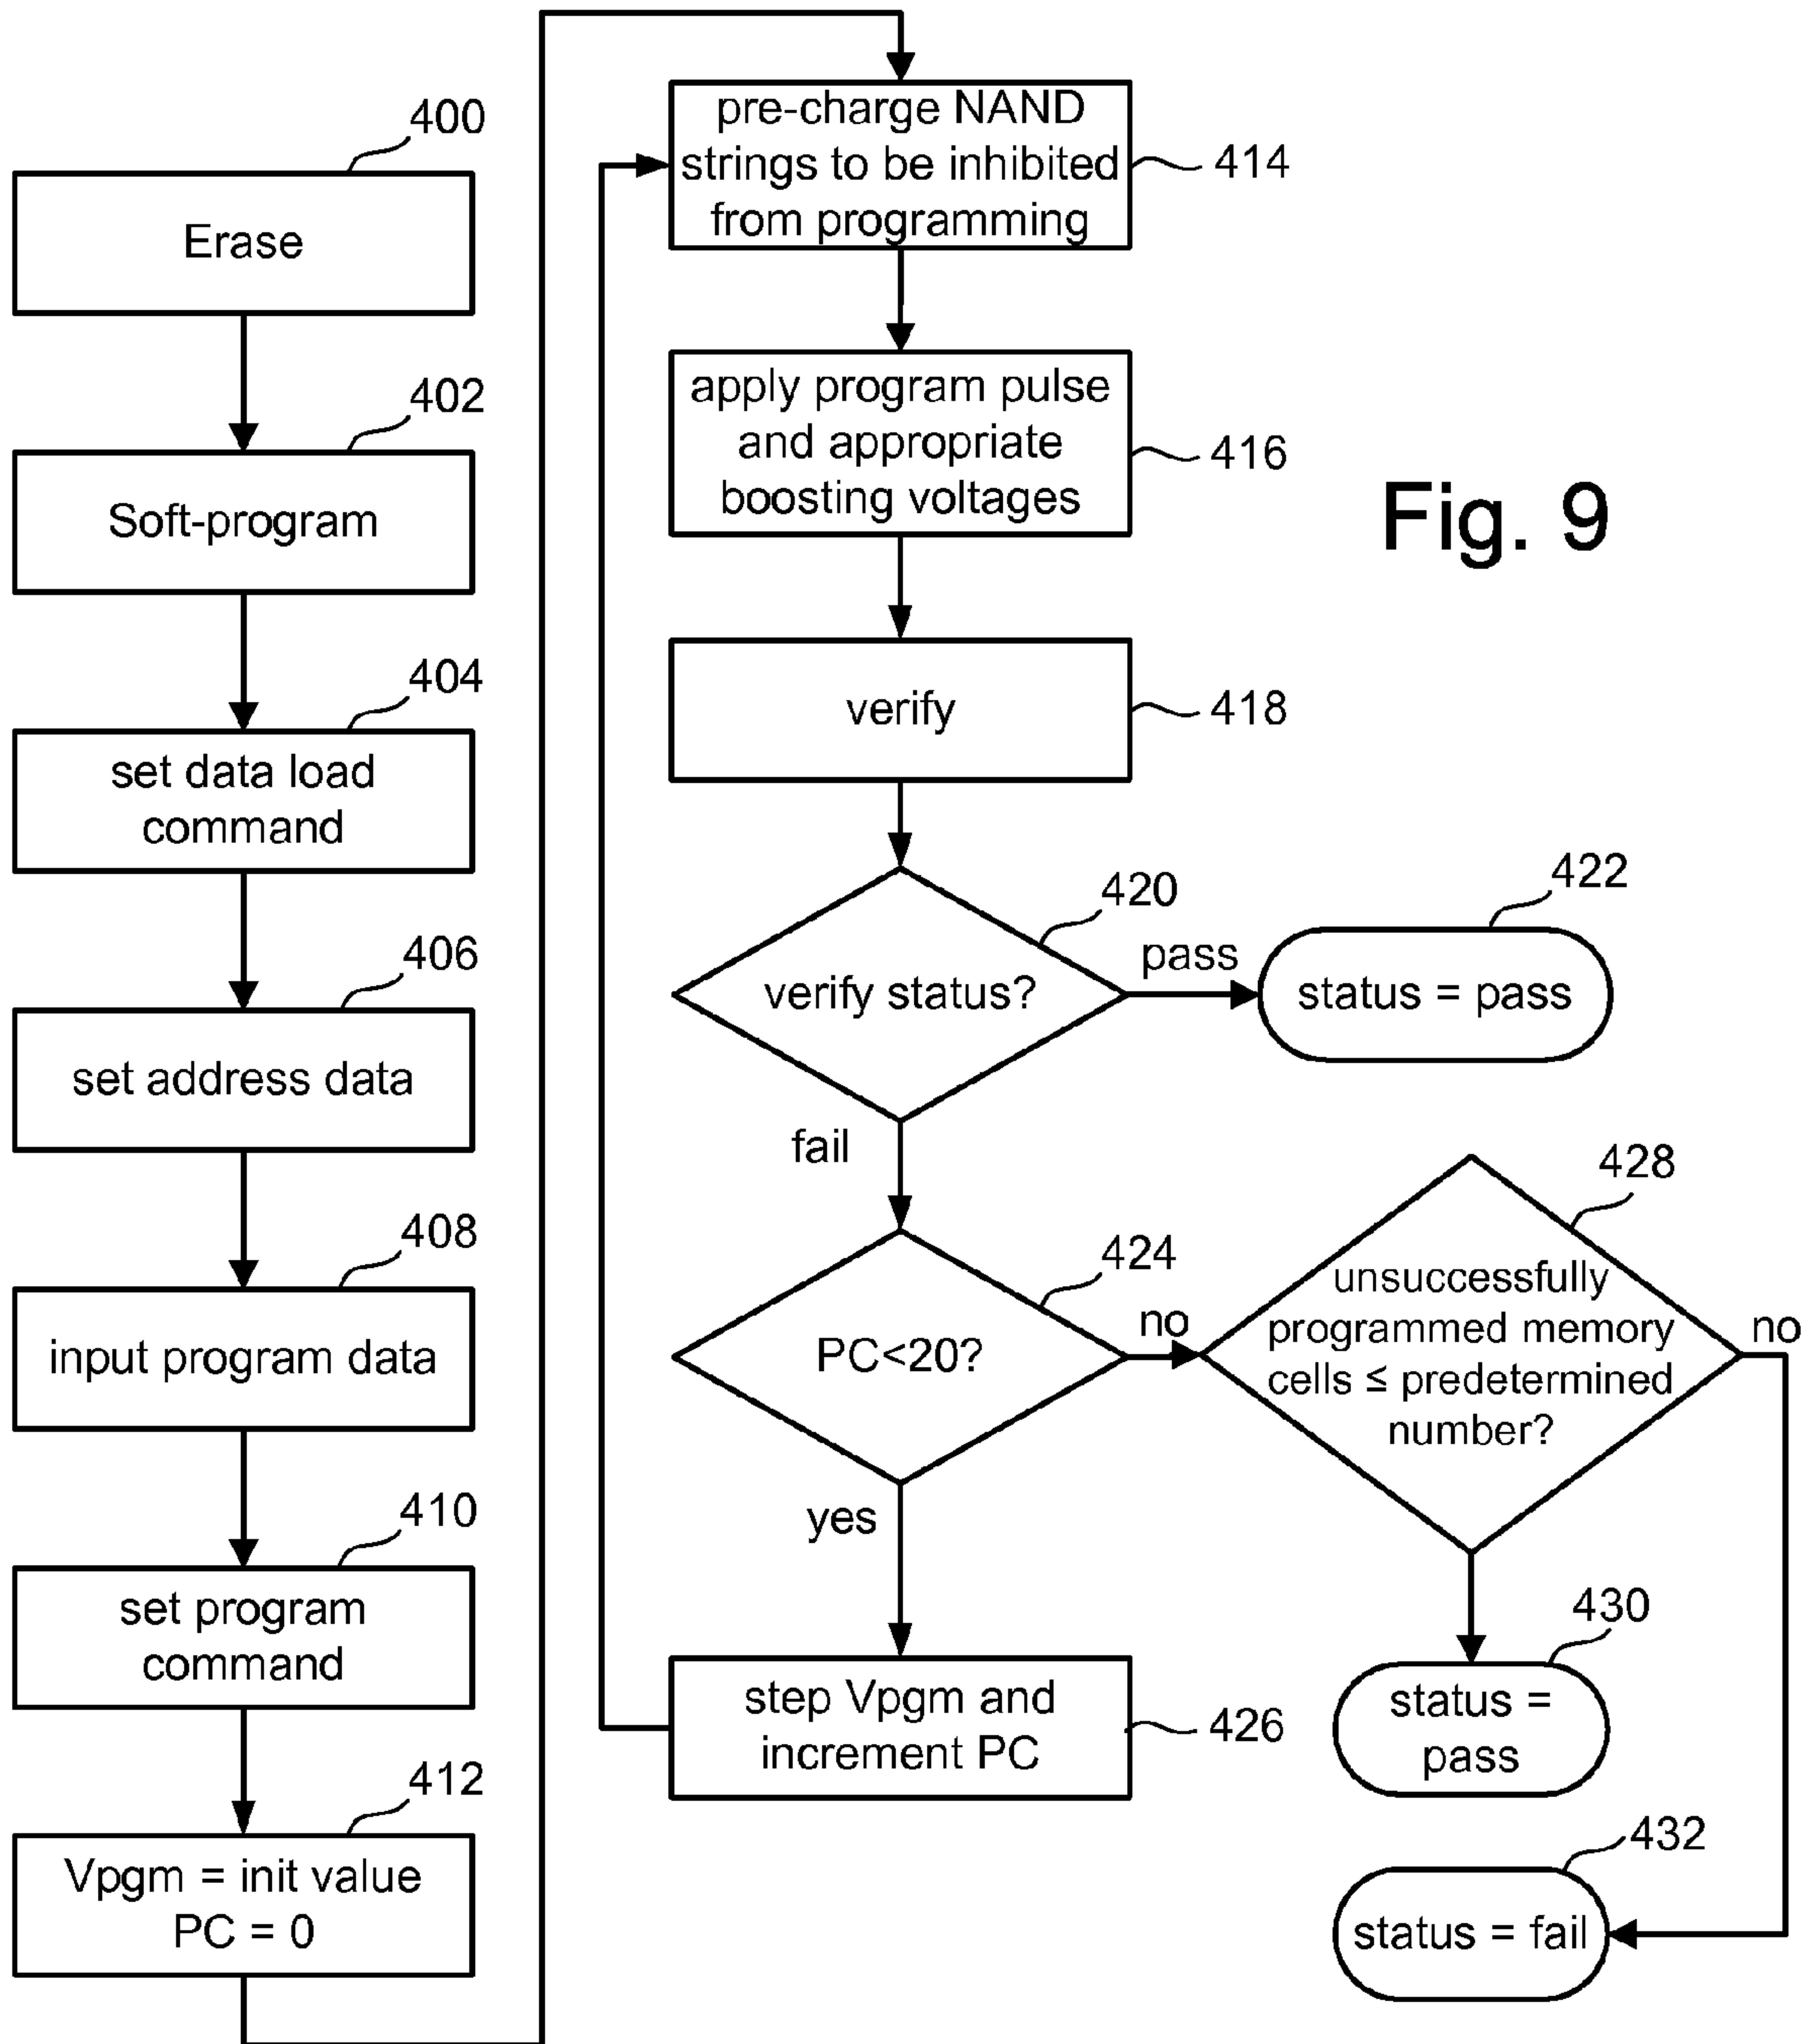 400
Erase
402
Soft-program
404
set data load
command
406
set address data
408
input program data
410
set program
command
412
Vpgm = init value
PC = 0
pre-charge NAND
strings to be inhibited
from programming
414
apply program pulse
and appropriate
boosting voltages
416
Fig. 9
verify
418
420
verify status?
pass
422
status = pass
fail
424
PC<20?
no
428
unsuccessfully
programmed memory
cells ≤ predetermined
number?
no
yes
step Vpgm and
increment PC
426
430
status =
pass
432
status = fail